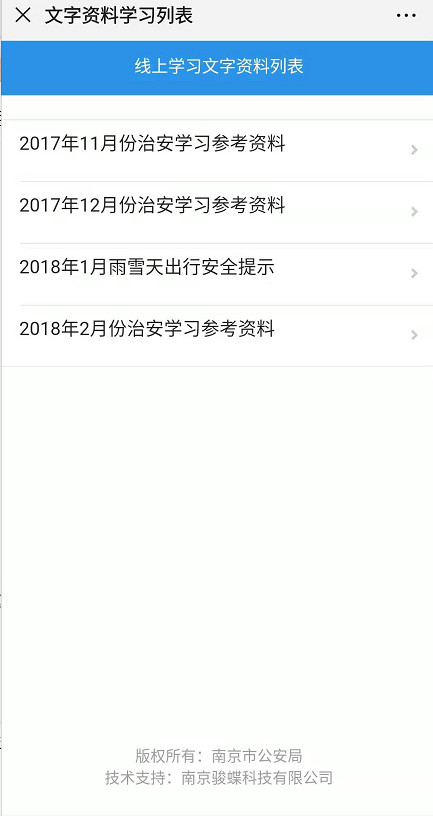 文字资料学习列表
线上学习文字资料列表
2017年11月份治安学习参考资料
2017年12月份治安学习参考资料
2018年1月雨雪天出行安全提示
2018年2月份治安学习参考资料
版权所有：南京市公安局
技术支持：南京骏蝶科技有限公司